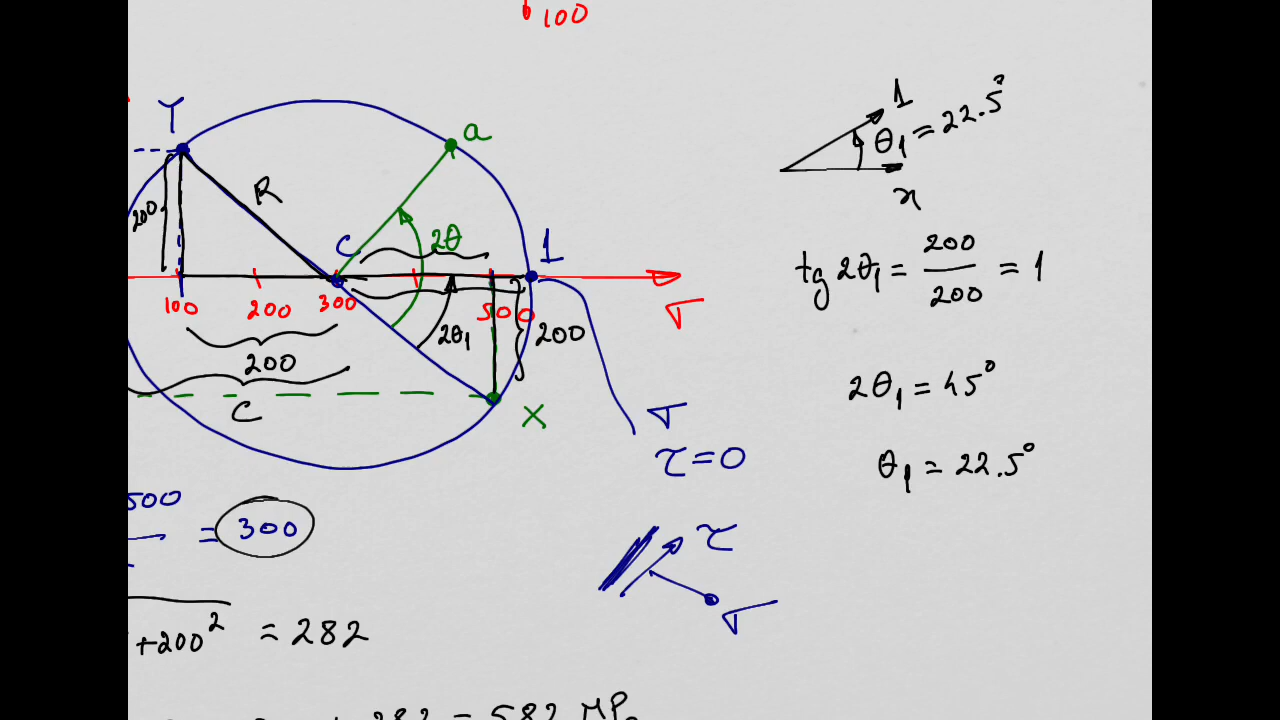 100
Y
a
1
θ₁ = 22.5°
x
R
200
C
2θ
1
tg 2θ₁ = 200/200 = 1
σ
100 200 300 500
2θ₁
200
200
2θ₁ = 45°
C
X
σ
τ = 0
θ₁ = 22.5°
500
= 300
τ
σ
+200² = 282
282 = 582 MPa